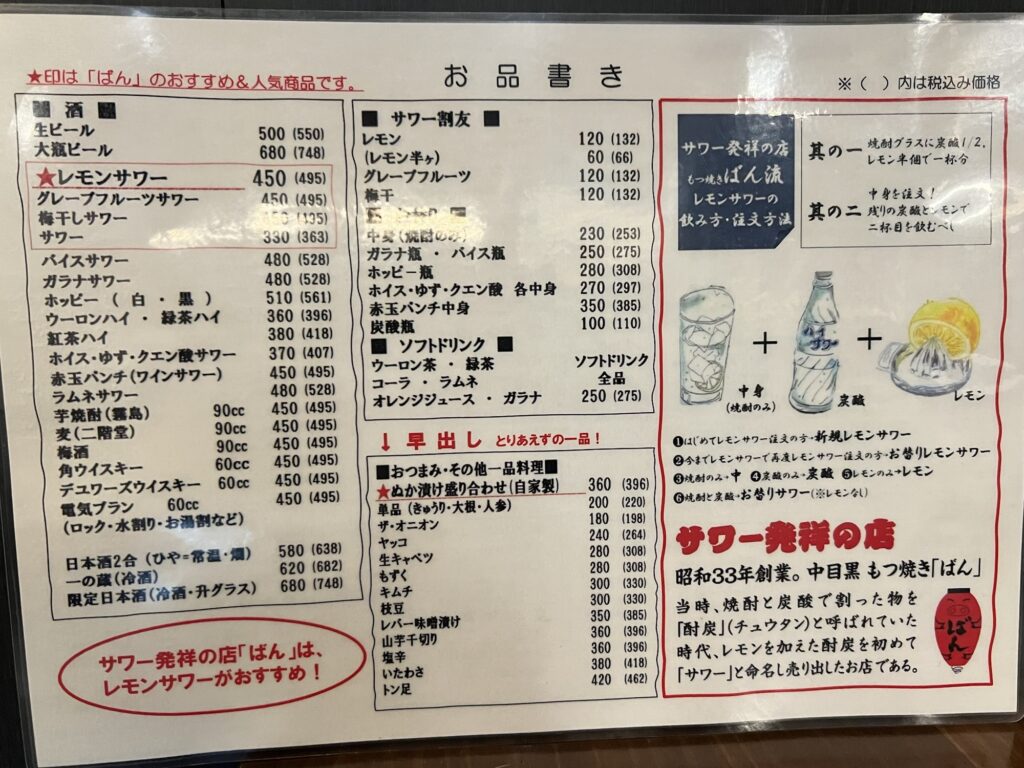 ★印は「ばん」のおすすめ&人気商品です。
お品書き
※( )内は税込み価格
■ 酒 ■
生ビール 500 (550)
大瓶ビール 680 (748)
★レモンサワー 450 (495)
グレープフルーツサワー 450 (495)
梅干しサワー
サワー 330 (363)
バイスサワー 480 (528)
ガラナサワー 480 (528)
ホッピー ( 白 ・ 黒 ) 510 (561)
ウーロンハイ ・ 緑茶ハイ 360 (396)
紅茶ハイ 380 (418)
ホイス・ゆず・クエン酸サワー 370 (407)
赤玉パンチ(ワインサワー) 450 (495)
ラムネサワー 480 (528)
芋焼酎(霧島) 90cc 450 (495)
麦(二階堂) 90cc 450 (495)
梅酒 90cc 450 (495)
角ウイスキー 60cc 450 (495)
デュワーズウイスキー 60cc 450 (495)
電気ブラン 60cc 450 (495)
(ロック・水割り・お湯割など)
日本酒2合 (ひや=常温・燗) 580 (638)
一の蔵(冷酒) 620 (682)
限定日本酒(冷酒・升グラス) 680 (748)
サワー発祥の店「ばん」は、
レモンサワーがおすすめ!
■ サワー割友 ■
レモン 120 (132)
(レモン半ヶ) 60 (66)
グレープフルーツ 120 (132)
梅干 120 (132)
中身(焼酎のみ) 230 (253)
ガラナ瓶 ・ バイス瓶 250 (275)
ホッピー瓶 280 (308)
ホイス・ゆず・クエン酸 各中身 270 (297)
赤玉パンチ中身 350 (385)
炭酸瓶 100 (110)
■ ソフトドリンク ■
ウーロン茶 ・ 緑茶 ソフトドリンク
コーラ ・ ラムネ 全品
オレンジジュース ・ ガラナ 250 (275)
↓早出し とりあえずの一品!
■おつまみ・その他一品料理■
★ぬか漬け盛り合わせ(自家製) 360 (396)
単品 (きゅうり・大根・人参) 200 (220)
ザ・オニオン 180 (198)
ヤッコ 240 (264)
生キャベツ 280 (308)
もずく 280 (308)
キムチ 300 (330)
枝豆 300 (330)
レバー味噌漬け 350 (385)
山芋千切り 360 (396)
塩辛 360 (396)
いたわさ 380 (418)
トン足 420 (462)
サワー発祥の店
もつ焼きばん流
レモンサワーの
飲み方・注文方法
其の一 焼酎グラスに炭酸1/2、
レモン半個で一杯分
其の二 中身を注文!
残りの炭酸とレモンで
二杯目を飲むべし
ハイ
サワー
中身
(焼酎のみ)
炭酸
レモン
❶はじめてレモンサワー注文の方→新規レモンサワー
❷今までレモンサワーで再度レモンサワー注文の方→お替りレモンサワー
❸焼酎のみ→中 ❹炭酸のみ→炭酸 ❺レモンのみ→レモン
❻焼酎と炭酸→お替りサワー(※レモンなし)
サワー発祥の店
昭和33年創業。中目黒 もつ焼き「ばん」
当時、焼酎と炭酸で割った物を
「酎炭」(チュウタン)と呼ばれていた
時代、レモンを加えた酎炭を初めて
「サワー」と命名し売り出したお店である。
ばん